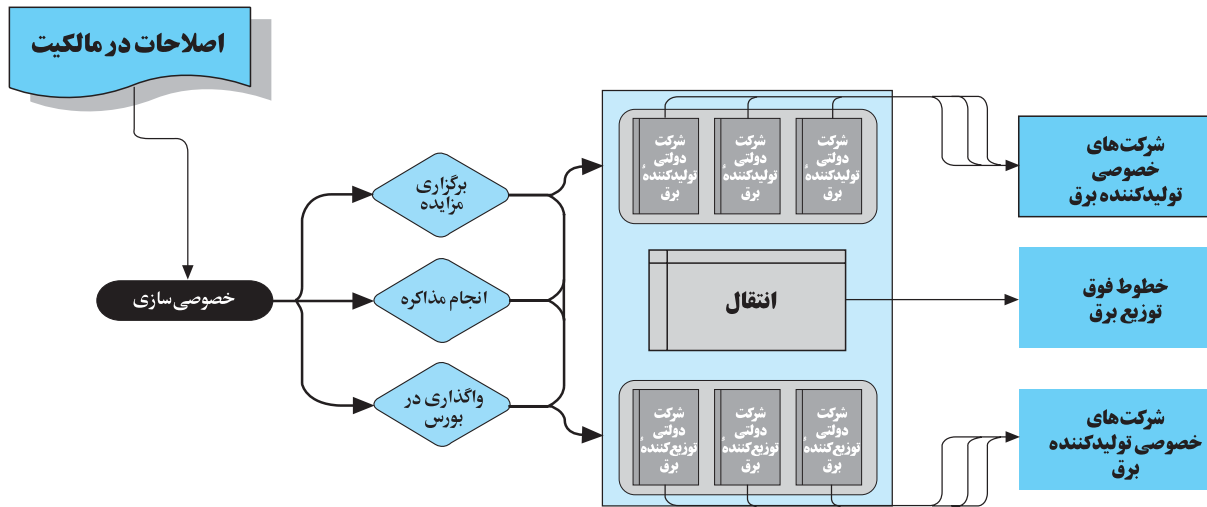 اصلاحات در مالکیت
خصوصی سازی
برگزاری
مزایده
انجام مذاکره
واگذاری در
بورس
شرکت
دولتی
تولیدکنندهٔ
برق
شرکت
دولتی
تولیدکنندهٔ
برق
شرکت
دولتی
تولیدکنندهٔ
برق
انتقال
شرکت
دولتی
توزیع‌کنندهٔ
برق
شرکت
دولتی
توزیع‌کنندهٔ
برق
شرکت
دولتی
توزیع‌کنندهٔ
برق
شرکت‌های
خصوصی
تولیدکننده برق
خطوط فوق
توزیع برق
شرکت‌های
خصوصی تولیدکننده
برق